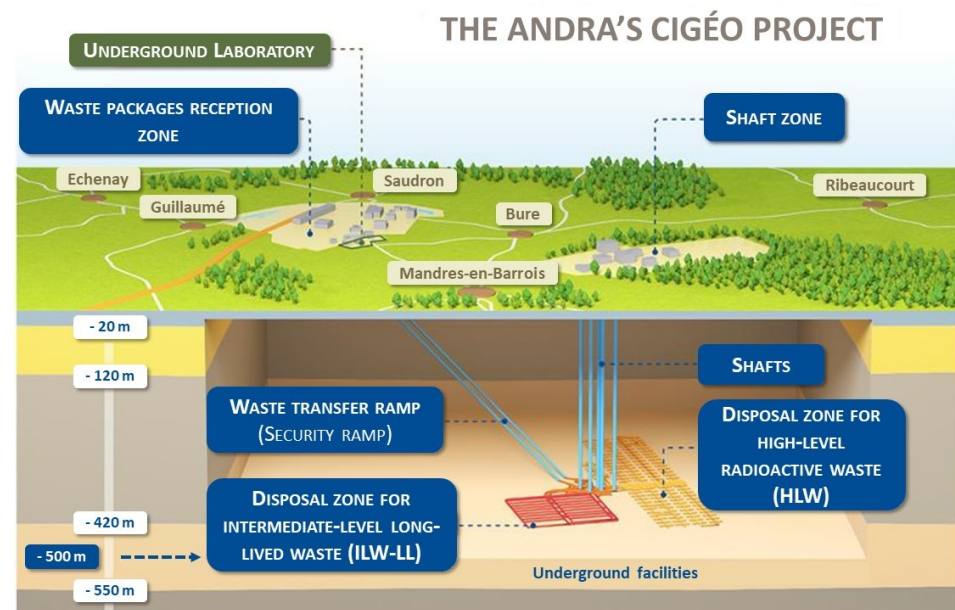 THE ANDRA'S CIGÉO PROJECT
UNDERGROUND LABORATORY
WASTE PACKAGES RECEPTION
ZONE
SHAFT ZONE
Echenay
Saudron
Ribeaucourt
Guillaumé
Bure
Mandres-en-Barrois
- 20 m
- 120 m
SHAFTS
WASTE TRANSFER RAMP
(SECURITY RAMP)
DISPOSAL ZONE FOR
HIGH-LEVEL
RADIOACTIVE WASTE
(HLW)
DISPOSAL ZONE FOR
INTERMEDIATE-LEVEL LONG-
LIVED WASTE (ILW-LL)
- 420 m
- 500 m
- 550 m
Underground facilities